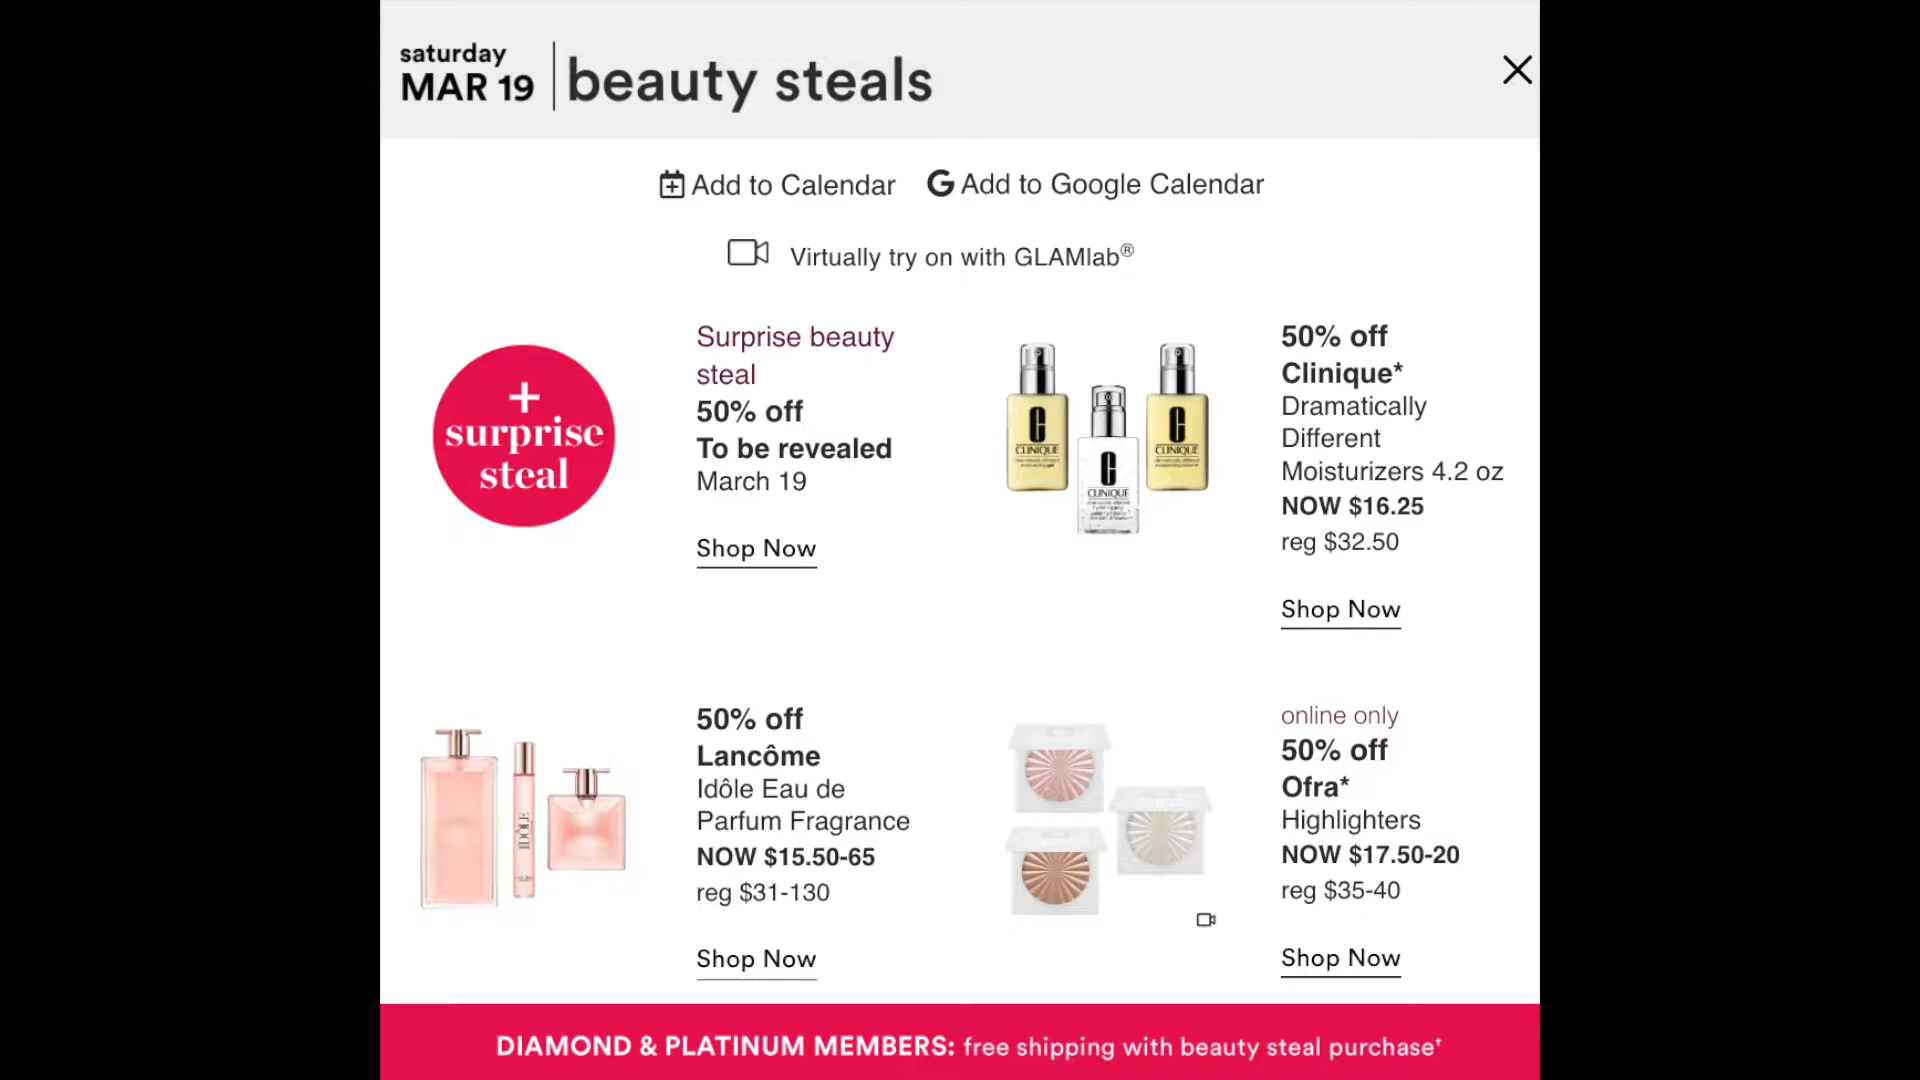 saturday
MAR 19
beauty steals
Add to Calendar
Add to Google Calendar
Virtually try on with GLAMlab®
+
surprise
steal
Surprise beauty
steal
50% off
To be revealed
March 19
Shop Now
CLINIQUE
CLINIQUE
CLINIQUE
50% off
Clinique*
Dramatically
Different
Moisturizers 4.2 oz
NOW $16.25
reg $32.50
Shop Now
IDÔLE
50% off
Lancôme
Idôle Eau de
Parfum Fragrance
NOW $15.50-65
reg $31-130
Shop Now
online only
50% off
Ofra*
Highlighters
NOW $17.50-20
reg $35-40
Shop Now
DIAMOND & PLATINUM MEMBERS: free shipping with beauty steal purchase†